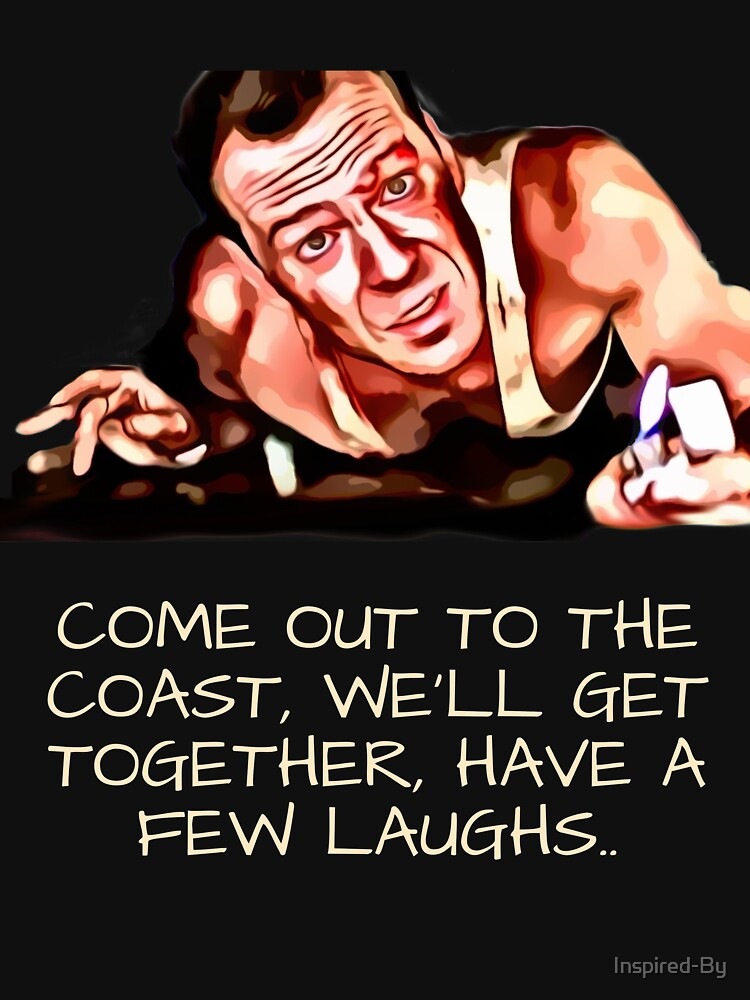 COME OUT TO THE
COAST, WE'LL GET
TOGETHER, HAVE A
FEW LAUGHS..
Inspired-By